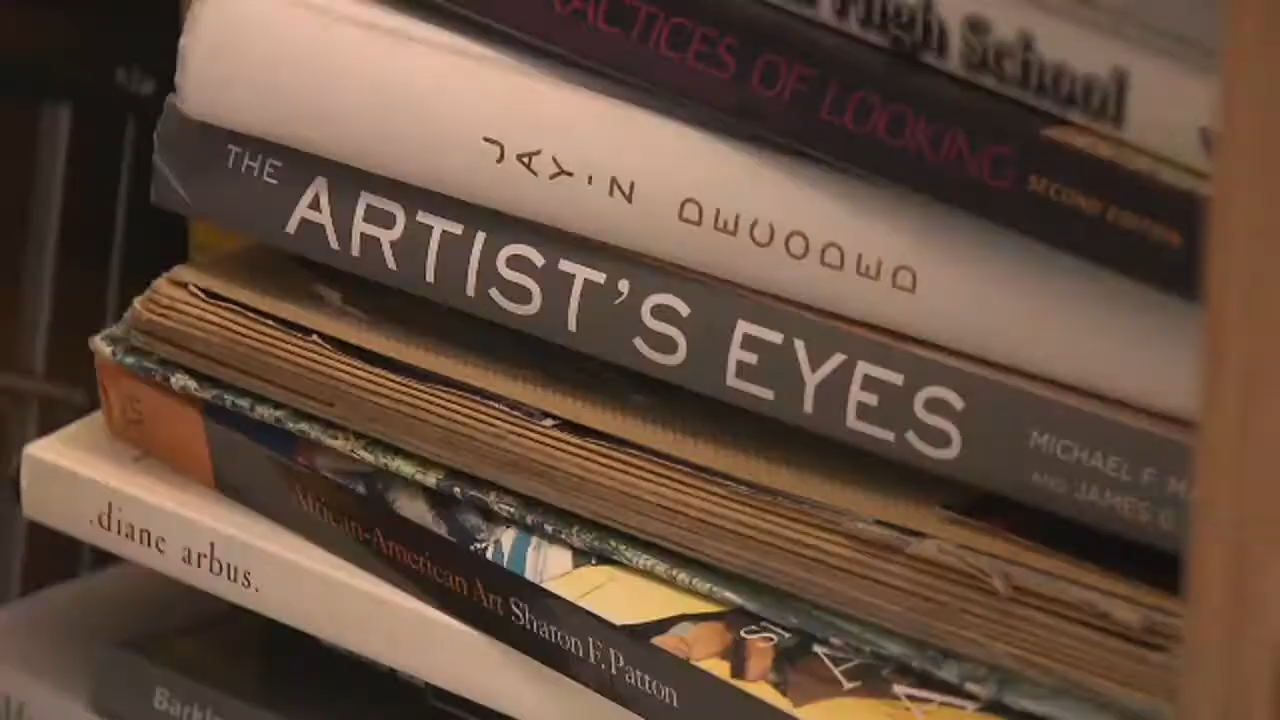 High School
PRACTICES OF LOOKING SECOND EDITION
JAY-Z DECODED
THE ARTIST'S EYES MICHAEL F. M
AND JAMES G
African-American Art Sharon F. Patton
.diane arbus.